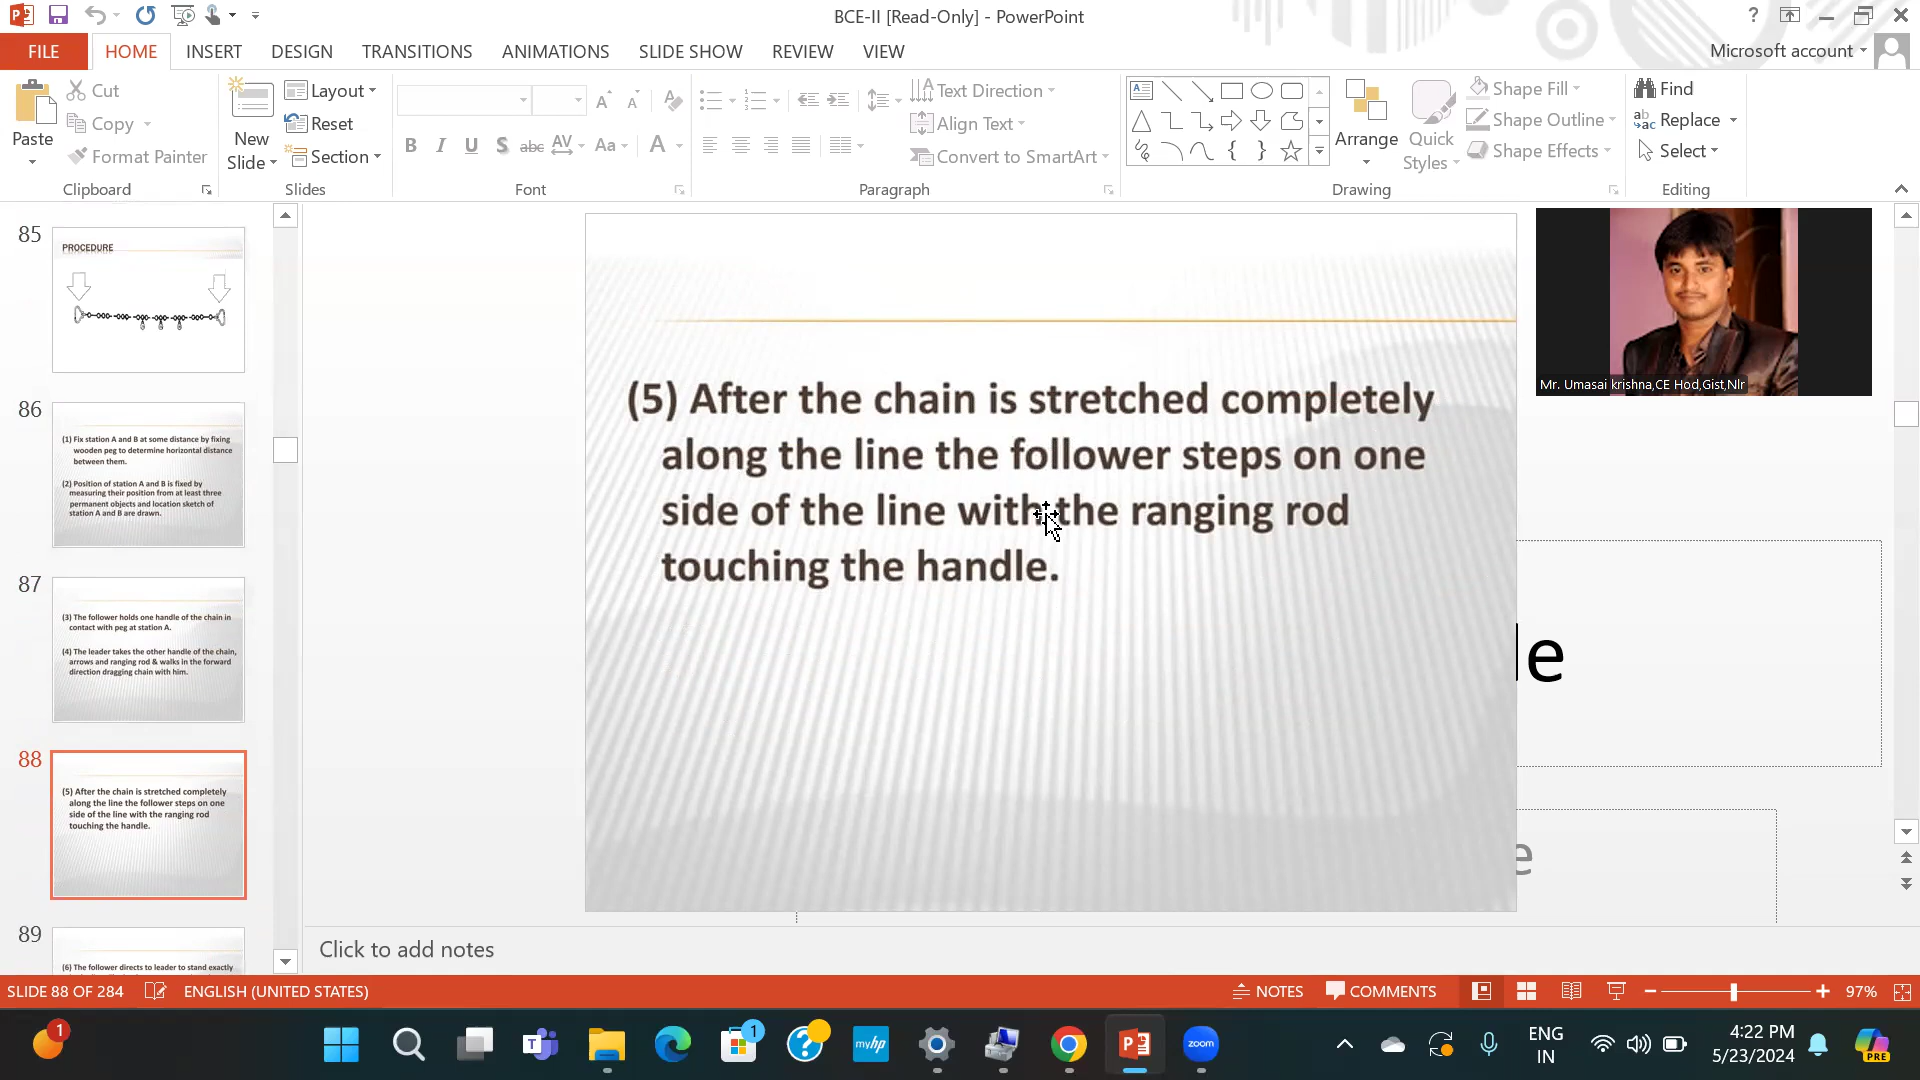 BCE-II [Read-Only] - PowerPoint
?
FILE HOME INSERT DESIGN TRANSITIONS ANIMATIONS SLIDE SHOW REVIEW VIEW
Microsoft account
Paste
Cut
Copy
Format Painter
Clipboard
New
Slide
Layout
Reset
Section
Slides
B I U S abc AV Aa A
Font
Text Direction
Align Text
Convert to SmartArt
Paragraph
Arrange
Quick
Styles
Shape Fill
Shape Outline
Shape Effects
Drawing
Find
Replace
Select
Editing
85
PROCEDURE
86
(1) Fix station A and B at some distance by fixing
wooden peg to determine horizontal distance
between them.
(2) Position of station A and B is fixed by
measuring their position from at least three
permanent objects and location sketch of
station A and B are drawn.
87
(3) The follower holds one handle of the chain in
contact with peg at station A.
(4) The leader takes the other handle of the chain,
arrows and ranging rod & walks in the forward
direction dragging chain with him.
88
(5) After the chain is stretched completely
along the line the follower steps on one
side of the line with the ranging rod
touching the handle.
89
(6) The follower directs to leader to stand exactly
(5) After the chain is stretched completely
along the line the follower steps on one
side of the line with the ranging rod
touching the handle.
Mr. Umasai krishna,CE Hod,Gist,Nlr
le
e
Click to add notes
SLIDE 88 OF 284
ENGLISH (UNITED STATES)
NOTES
COMMENTS
97%
1
1
myhp
zoom
ENG
IN
4:22 PM
5/23/2024
PRE